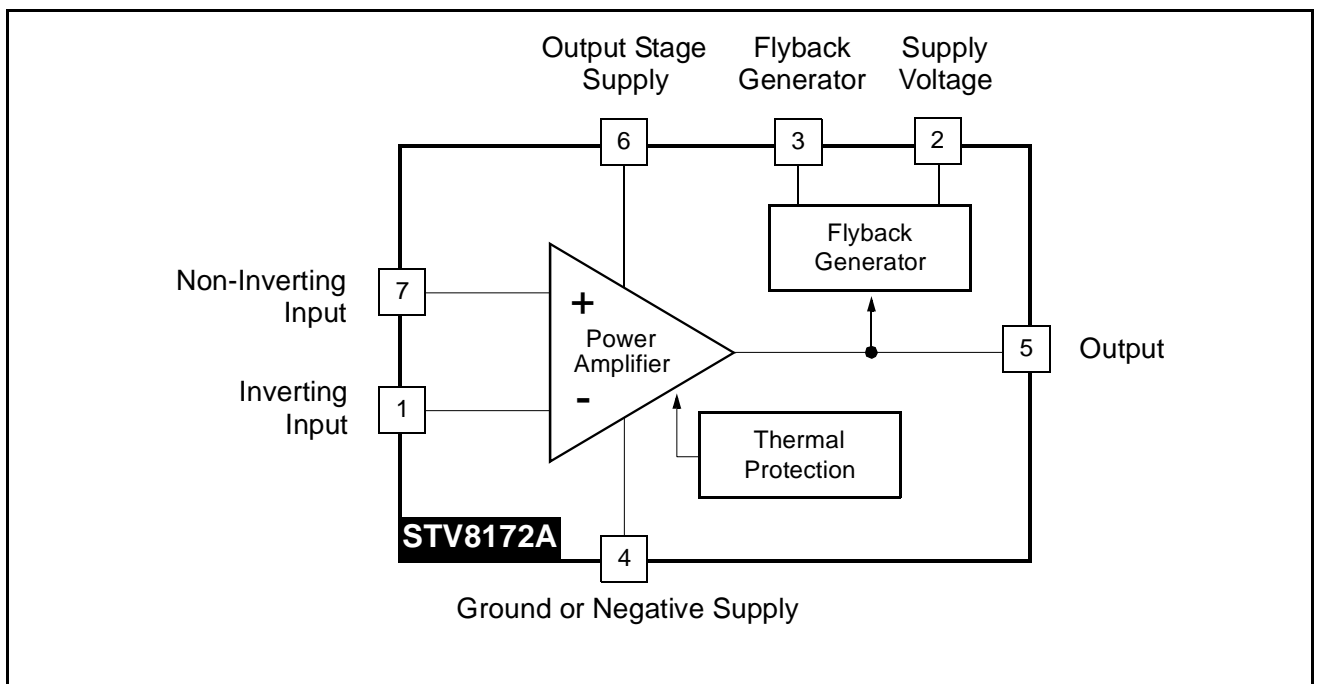 Output Stage
Supply
Flyback
Generator
Supply
Voltage
6
3
2
Flyback
Generator
Non-Inverting
Input
7
+
Power
Amplifier
5
Output
Inverting
Input
1
-
Thermal
Protection
STV8172A
4
Ground or Negative Supply